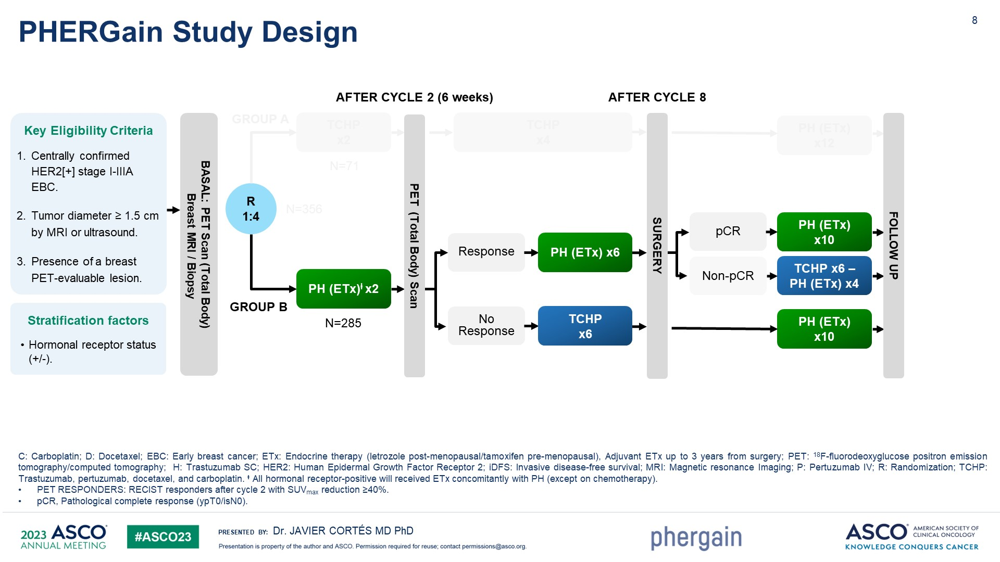 PHERGain Study Design
8
AFTER CYCLE 2 (6 weeks)
AFTER CYCLE 8
Key Eligibility Criteria
1. Centrally confirmed
HER2[+] stage I-IIIA
EBC.
2. Tumor diameter ≥ 1.5 cm
by MRI or ultrasound.
3. Presence of a breast
PET-evaluable lesion.
Stratification factors
• Hormonal receptor status
(+/-).
BASAL: PET Scan (Total Body)
Breast MRI / Biopsy
GROUP A
TCHP
x2
N=71
R
1:4
N=356
GROUP B
PH (ETx)ǂ x2
N=285
PET (Total Body) Scan
TCHP
x4
Response
PH (ETx) x6
No
Response
TCHP
x6
SURGERY
PH (ETx)
x12
pCR
PH (ETx)
x10
Non-pCR
TCHP x6 –
PH (ETx) x4
PH (ETx)
x10
FOLLOW UP
C: Carboplatin; D: Docetaxel; EBC: Early breast cancer; ETx: Endocrine therapy (letrozole post-menopausal/tamoxifen pre-menopausal), Adjuvant ETx up to 3 years from surgery; PET: 18F-fluorodeoxyglucose positron emission
tomography/computed tomography; H: Trastuzumab SC; HER2: Human Epidermal Growth Factor Receptor 2; iDFS: Invasive disease-free survival; MRI: Magnetic resonance Imaging; P: Pertuzumab IV; R: Randomization; TCHP:
Trastuzumab, pertuzumab, docetaxel, and carboplatin. ǂ All hormonal receptor-positive will received ETx concomitantly with PH (except on chemotherapy).
• PET RESPONDERS: RECIST responders after cycle 2 with SUVmax reduction ≥40%.
• pCR, Pathological complete response (ypT0/isN0).
2023 ASCO
ANNUAL MEETING
#ASCO23
PRESENTED BY: Dr. JAVIER CORTÉS MD PhD
Presentation is property of the author and ASCO. Permission required for reuse; contact permissions@asco.org.
phergain
ASCO AMERICAN SOCIETY OF
CLINICAL ONCOLOGY
KNOWLEDGE CONQUERS CANCER